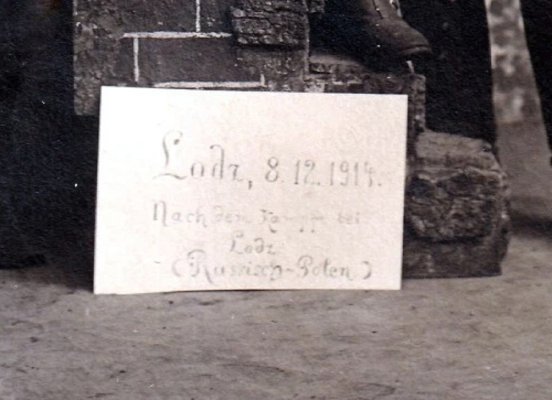 Lodz, 8.12.1914.
Nach dem Kampf bei
Lodz
(Russisch-Polen)